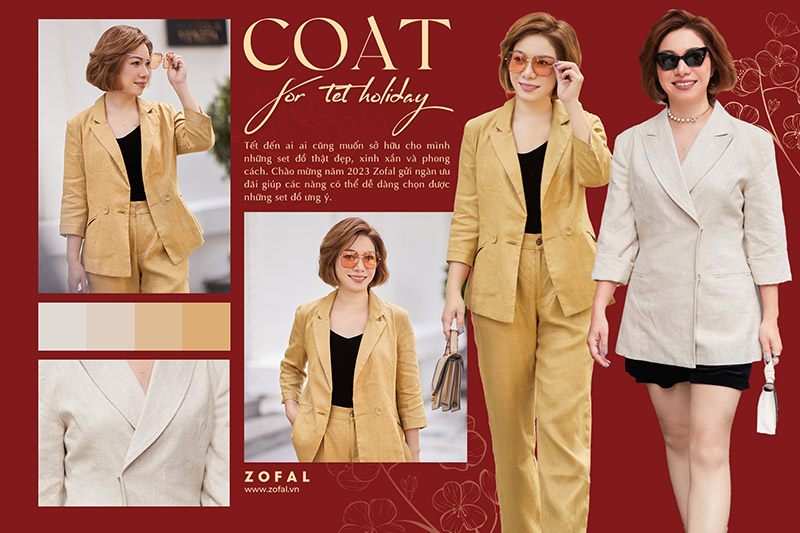 COAT
for tet holiday
Tết đến ai ai cũng muốn sở hữu cho mình
những set đồ thật đẹp, xinh xắn và phong
cách. Chào mừng năm 2023 Zofal gửi ngàn ưu
đãi giúp các nàng có thể dễ dàng chọn được
những set đồ ưng ý.
ZOFAL
www.zofal.vn